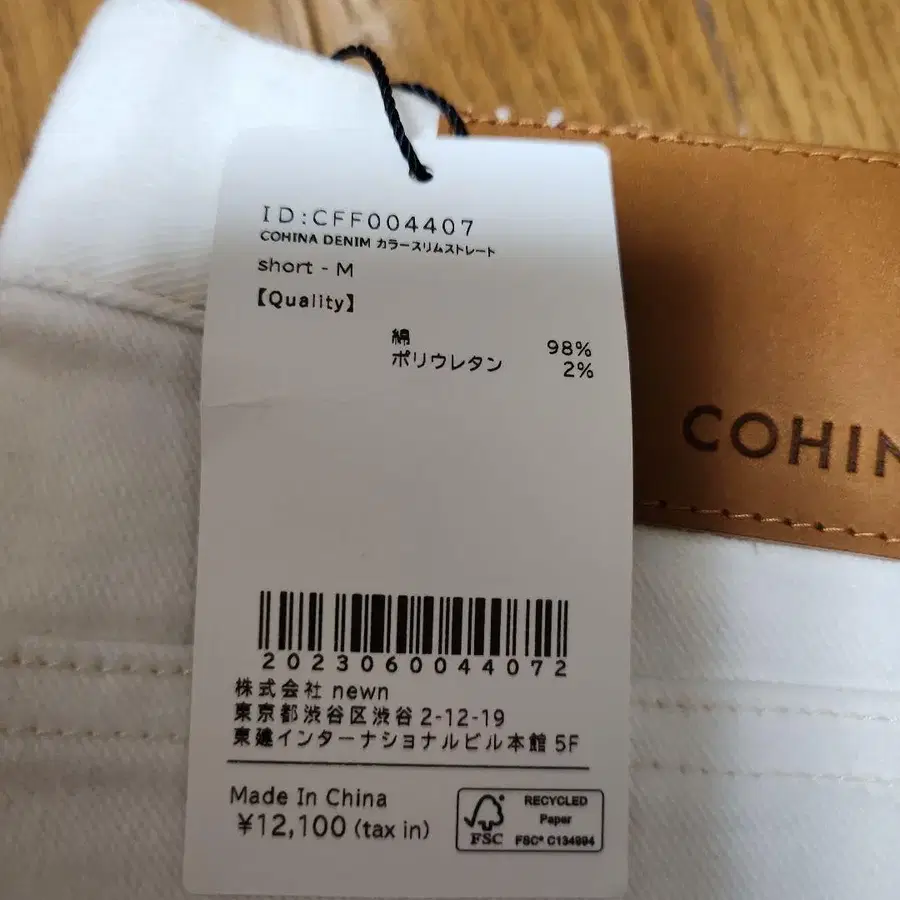 ID:CFF004407
COHINA DENIM カラースリムストレート
short - M
【Quality】
綿 98%
ポリウレタン 2%
COHIN
2023060044072
株式会社 newn
東京都渋谷区渋谷 2-12-19
東建インターナショナルビル本館 5F
Made In China
¥12,100 (tax in)
FSC
RECYCLED
Paper
FSC® C134994